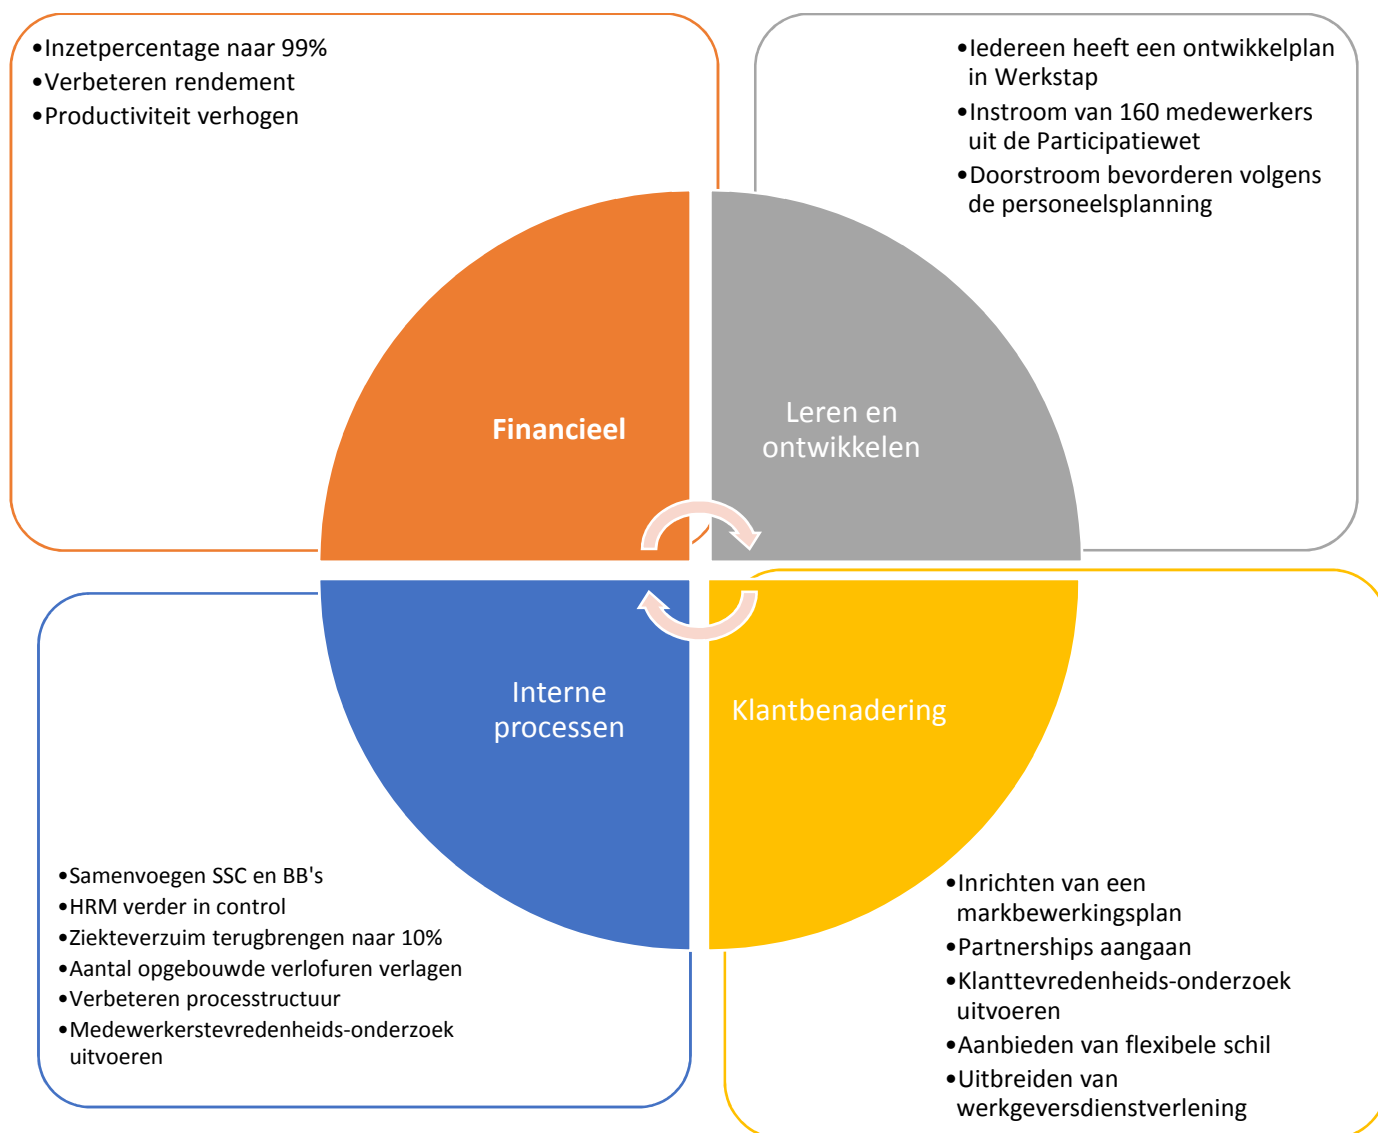 •Inzetpercentage naar 99%
•Verbeteren rendement
•Productiviteit verhogen
•Iedereen heeft een ontwikkelplan
in Werkstap
•Instroom van 160 medewerkers
uit de Participatiewet
•Doorstroom bevorderen volgens
de personeelsplanning
Financieel
Leren en
ontwikkelen
Interne
processen
Klantbenadering
•Samenvoegen SSC en BB's
•HRM verder in control
•Ziekteverzuim terugbrengen naar 10%
•Aantal opgebouwde verlofuren verlagen
•Verbeteren processtructuur
•Medewerkerstevredenheids-onderzoek
uitvoeren
•Inrichten van een
markbewerkingsplan
•Partnerships aangaan
•Klanttevredenheids-onderzoek
uitvoeren
•Aanbieden van flexibele schil
•Uitbreiden van
werkgeversdienstverlening